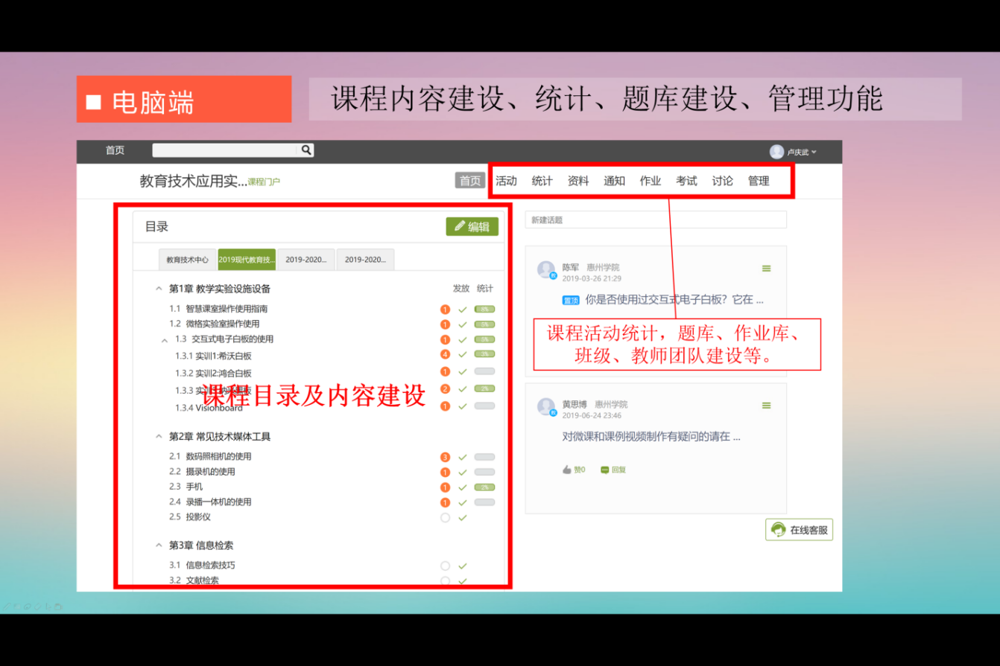 电脑端
课程内容建设、统计、题库建设、管理功能
首页
卢庆武
教育技术应用实...课程门户
首页 活动 统计 资料 通知 作业 考试 讨论 管理
目录
编辑
教育技术中心 2019现代教育技... 2019-2020... 2019-2020...
第1章 教学实验设施设备 发放 统计
1.1 智慧课室操作使用指南 1 6%
1.2 微格实验室操作使用 1 5%
1.3 交互式电子白板的使用 1 5%
1.3.1 实训1:希沃白板 4 3%
1.3.2 实训2:鸿合白板 1
1.3.3 2 2%
课程目录及内容建设
1.3.4 Visionboard 1
第2章 常见技术媒体工具
2.1 数码照相机的使用 3
2.2 摄录机的使用 1
2.3 手机 1 2%
2.4 录播一体机的使用 1
2.5 投影仪
第3章 信息检索
3.1 信息检索技巧
3.2 文献检索
新建话题
陈军 惠州学院
教
2019-03-26 21:29
置顶 你是否使用过交互式电子白板？它在 ...
课程活动统计，题库、作业库、
班级、教师团队建设等。
黄思博 惠州学院
教
2019-06-24 23:46
对微课和课例视频制作有疑问的请在 ...
赞0 回复
在线客服